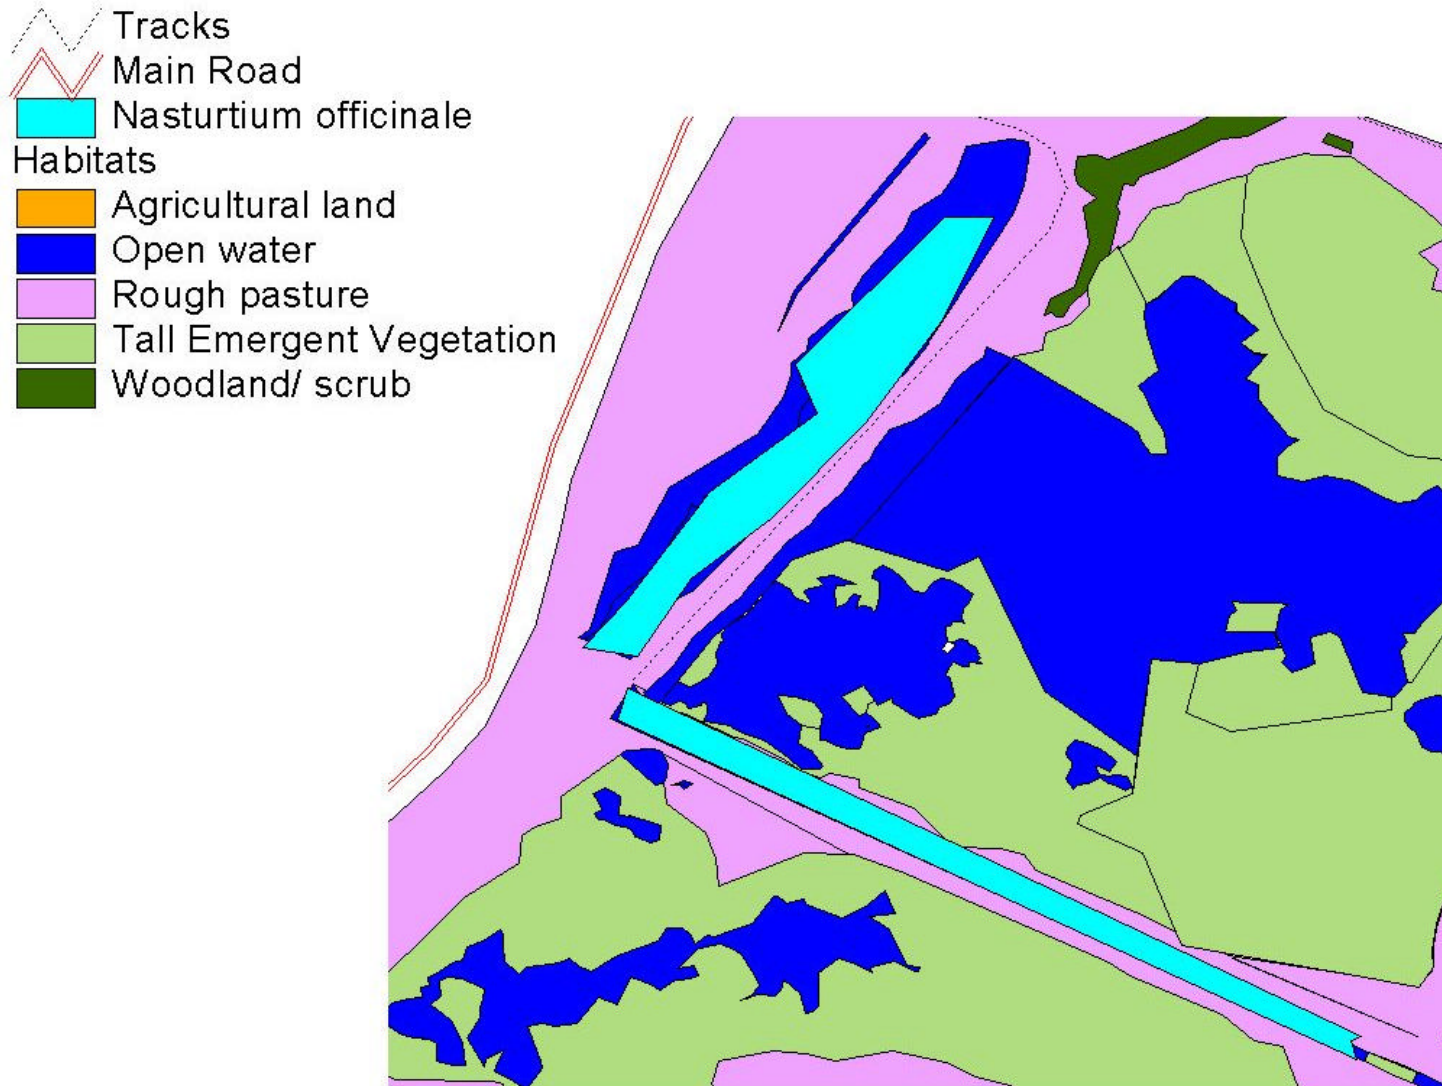 Tracks
Main Road
Nasturtium officinale
Habitats
Agricultural land
Open water
Rough pasture
Tall Emergent Vegetation
Woodland/ scrub